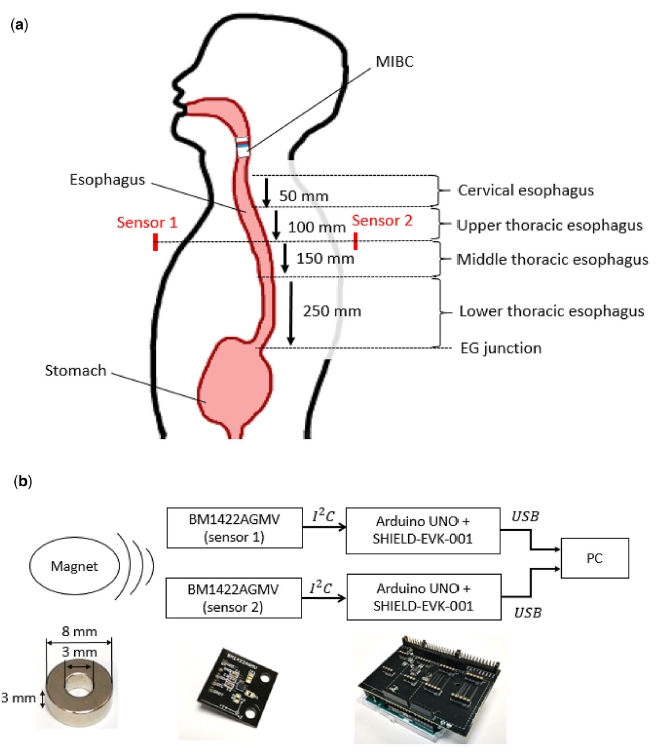 (a)
MIBC
Esophagus
50 mm
Cervical esophagus
Sensor 1
Sensor 2
100 mm
Upper thoracic esophagus
150 mm
Middle thoracic esophagus
250 mm
Lower thoracic esophagus
EG junction
Stomach
(b)
Magnet
BM1422AGMV
(sensor 1)
I²C
Arduino UNO +
SHIELD-EVK-001
USB
PC
BM1422AGMV
(sensor 2)
I²C
Arduino UNO +
SHIELD-EVK-001
USB
8 mm
3 mm
3 mm